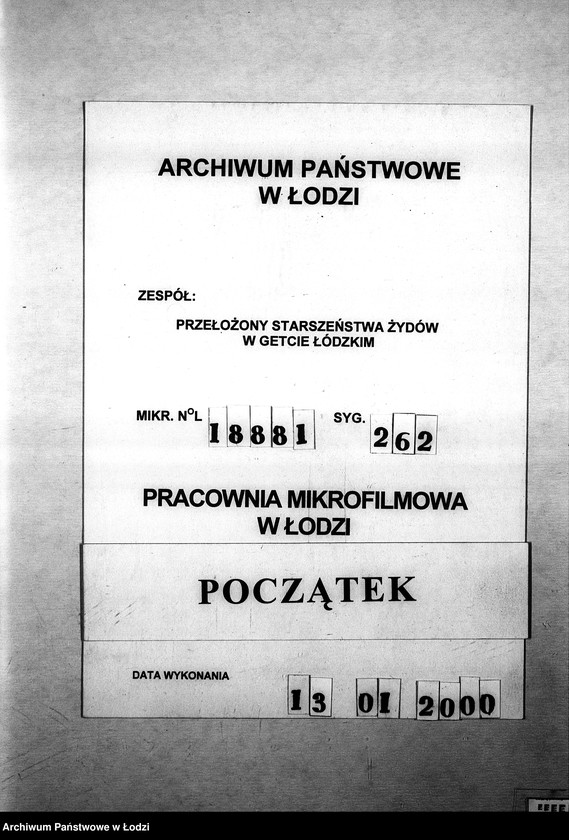 ARCHIWUM PAŃSTWOWE
W ŁODZI
ZESPÓŁ:
PRZEŁOŻONY STARSZEŃSTWA ŻYDÓW
W GETCIE ŁÓDZKIM
MIKR. NOL 18881 SYG. 262
PRACOWNIA MIKROFILMOWA
W ŁODZI
POCZĄTEK
DATA WYKONANIA 13 01 2000
Archiwum Państwowe w Łodzi